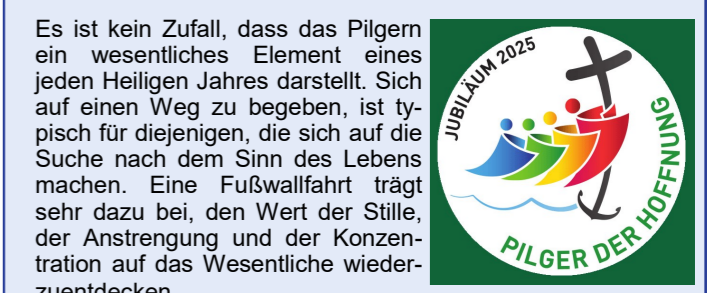 Es ist kein Zufall, dass das Pilgern
ein wesentliches Element eines
jeden Heiligen Jahres darstellt. Sich
auf einen Weg zu begeben, ist ty-
pisch für diejenigen, die sich auf die
Suche nach dem Sinn des Lebens
machen. Eine Fußwallfahrt trägt
sehr dazu bei, den Wert der Stille,
der Anstrengung und der Konzen-
tration auf das Wesentliche wieder-
zuentdecken
JUBILÄUM 2025
PILGER DER HOFFNUNG